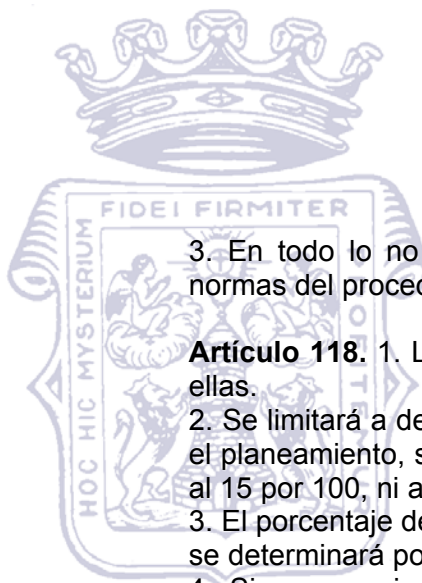 FIDEI FIRMITER
HOC HIC MYSTERIUM
3. En todo lo no
normas del proced
Artículo 118. 1. L
ellas.
2. Se limitará a de
el planeamiento, s
al 15 por 100, ni a
3. El porcentaje de
se determinará po